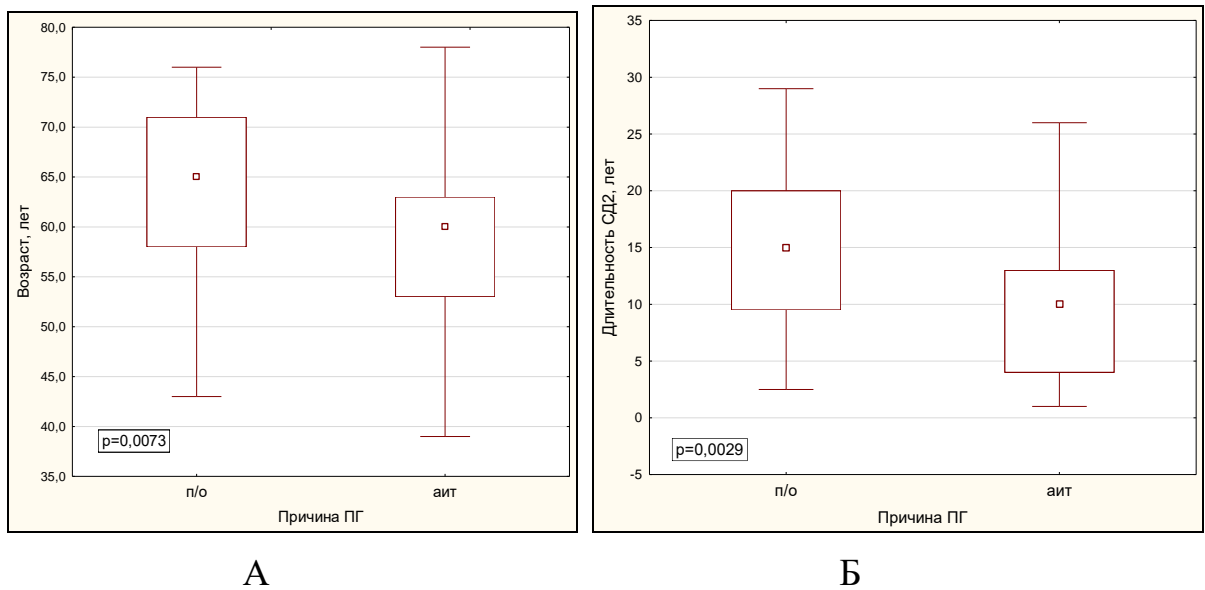 Возраст, лет
80,0
75,0
70,0
65,0
60,0
55,0
50,0
45,0
40,0
35,0
p=0,0073
п/о
аит
Причина ПГ
Длительность СД2, лет
35
30
25
20
15
10
5
0
-5
p=0,0029
п/о
аит
Причина ПГ
А
Б